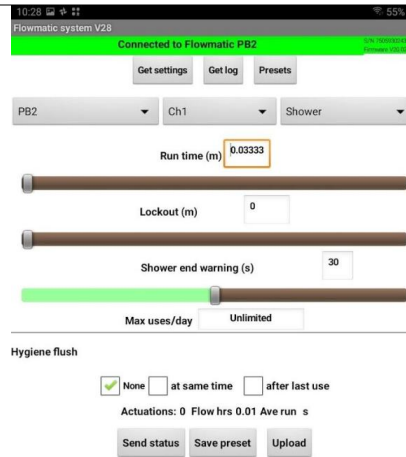 10:28 55%
Flowmatic system V28
Connected to Flowmatic PB2
Get settings Get log Presets
PB2 Ch1 Shower
Run time (m) 0.03333
Lockout (m) 0
Shower end warning (s) 30
Max uses/day Unlimited
Hygiene flush
None at same time after last use
Actuations: 0 Flow hrs 0.01 Ave run s
Send status Save preset Upload